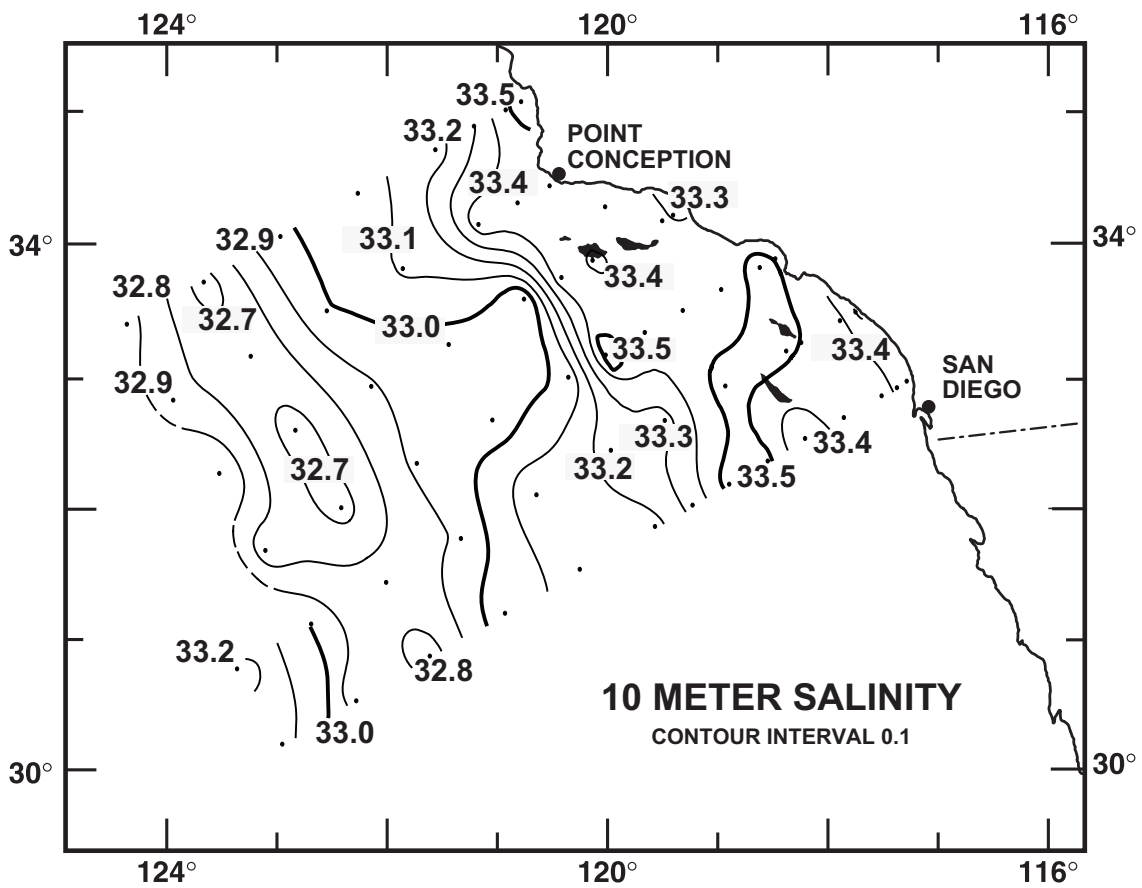 124° 120° 116°
33.5
33.2
POINT
CONCEPTION
33.4
33.3
34° 32.9 33.1 34°
33.4
32.8
32.7 33.0
33.5 33.4
SAN
DIEGO
32.9
33.3 33.4
32.7 33.2 33.5
33.2
32.8
10 METER SALINITY
33.0 CONTOUR INTERVAL 0.1
30° 30°
124° 120° 116°